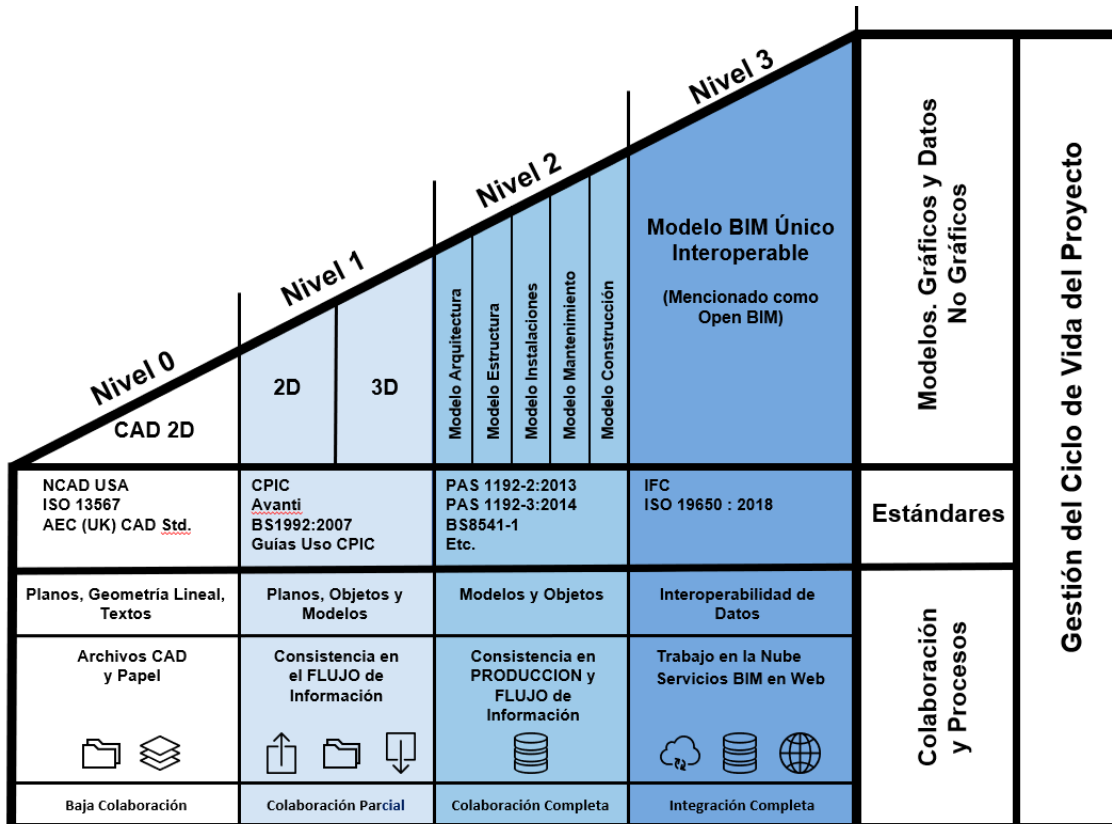 Nivel 0
Nivel 1
Nivel 2
Nivel 3
CAD 2D
2D
3D
Modelo Arquitectura
Modelo Estructura
Modelo Instalaciones
Modelo Mantenimiento
Modelo Construcción
Modelo BIM Único
Interoperable
(Mencionado como
Open BIM)
Modelos. Gráficos y Datos
No Gráficos
Gestión del Ciclo de Vida del Proyecto
NCAD USA
ISO 13567
AEC (UK) CAD Std.
CPIC
Avanti
BS1992:2007
Guías Uso CPIC
PAS 1192-2:2013
PAS 1192-3:2014
BS8541-1
Etc.
IFC
ISO 19650 : 2018
Estándares
Planos, Geometría Lineal,
Textos
Planos, Objetos y
Modelos
Modelos y Objetos
Interoperabilidad de
Datos
Archivos CAD
y Papel
Consistencia en
el FLUJO de
Información
Consistencia en
PRODUCCION y
FLUJO de
Información
Trabajo en la Nube
Servicios BIM en Web
Colaboración
y Procesos
Baja Colaboración
Colaboración Parcial
Colaboración Completa
Integración Completa